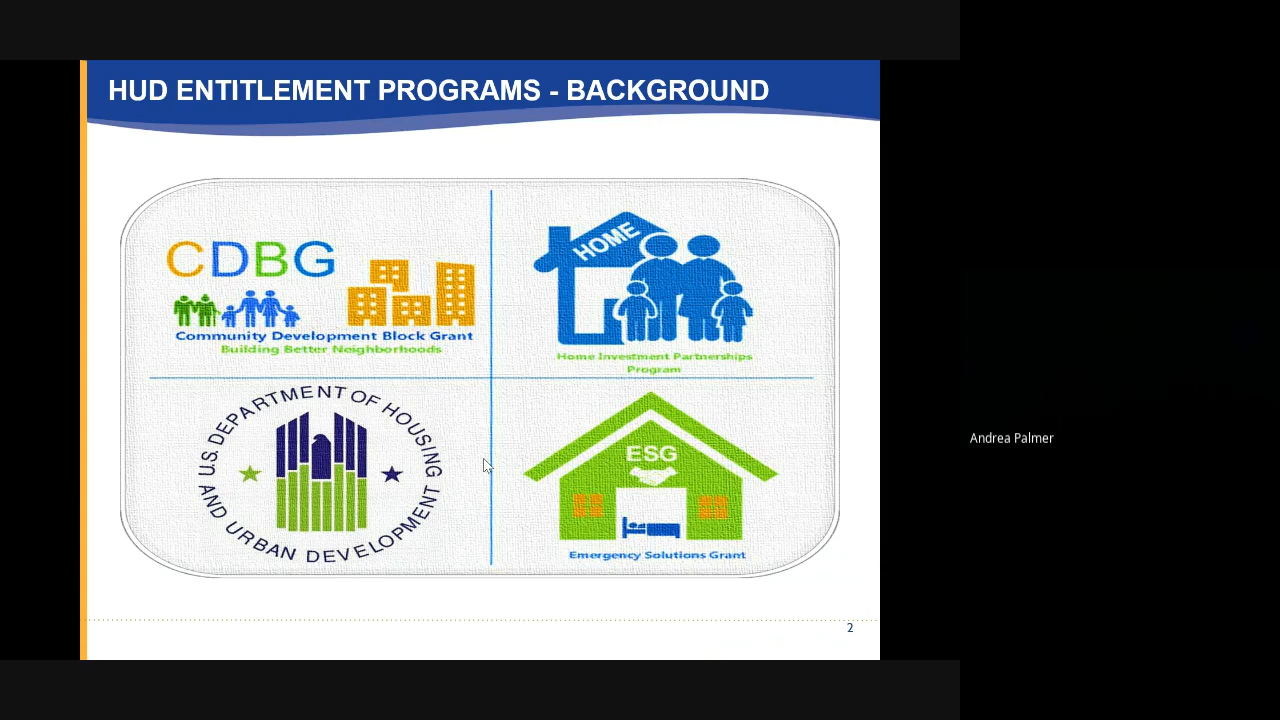 HUD ENTITLEMENT PROGRAMS - BACKGROUND
CDBG
Community Development Block Grant
Building Better Neighborhoods
HOME
Home Investment Partnerships
Program
U.S. DEPARTMENT OF HOUSING
AND URBAN DEVELOPMENT
ESG
Emergency Solutions Grant
2
Andrea Palmer